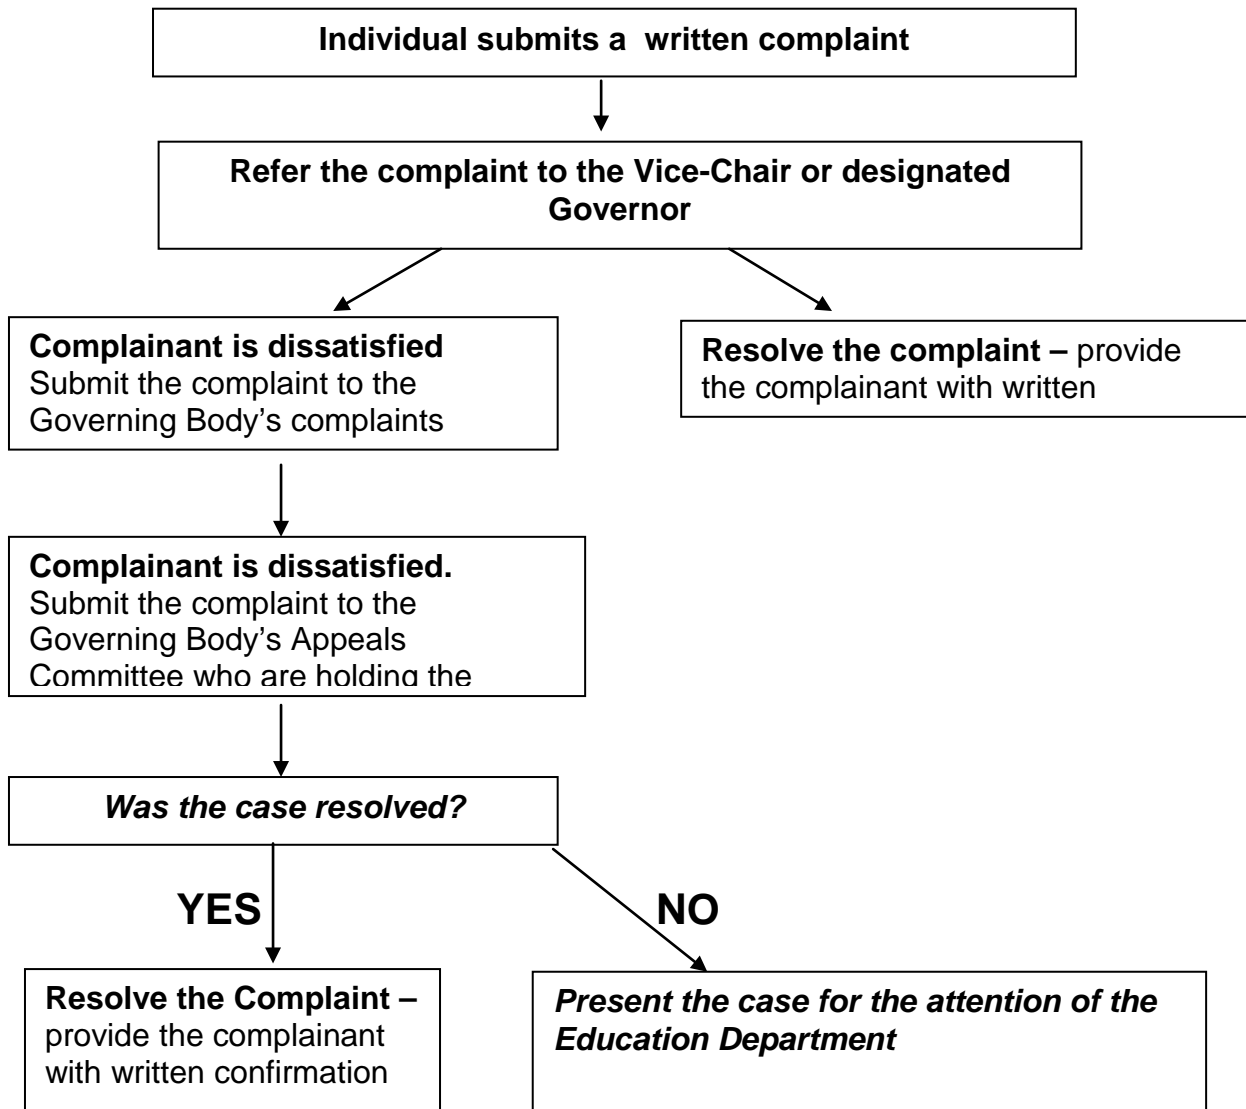 Individual submits a written complaint
Refer the complaint to the Vice-Chair or designated
Governor
Complainant is dissatisfied
Submit the complaint to the
Governing Body’s complaints
Resolve the complaint – provide
the complainant with written
Complainant is dissatisfied.
Submit the complaint to the
Governing Body’s Appeals
Committee who are holding the
Was the case resolved?
YES
NO
Resolve the Complaint –
provide the complainant
with written confirmation
Present the case for the attention of the
Education Department